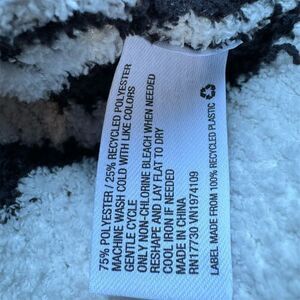 75% POLYESTER / 25% RECYCLED POLYESTER
MACHINE WASH COLD WITH LIKE COLORS
GENTLE CYCLE
ONLY NON-CHLORINE BLEACH WHEN NEEDED
RESHAPE AND LAY FLAT TO DRY
COOL IRON IF NEEDED
MADE IN CHINA
RN17730 VN1974109
LABEL MADE FROM 100% RECYCLED PLASTIC